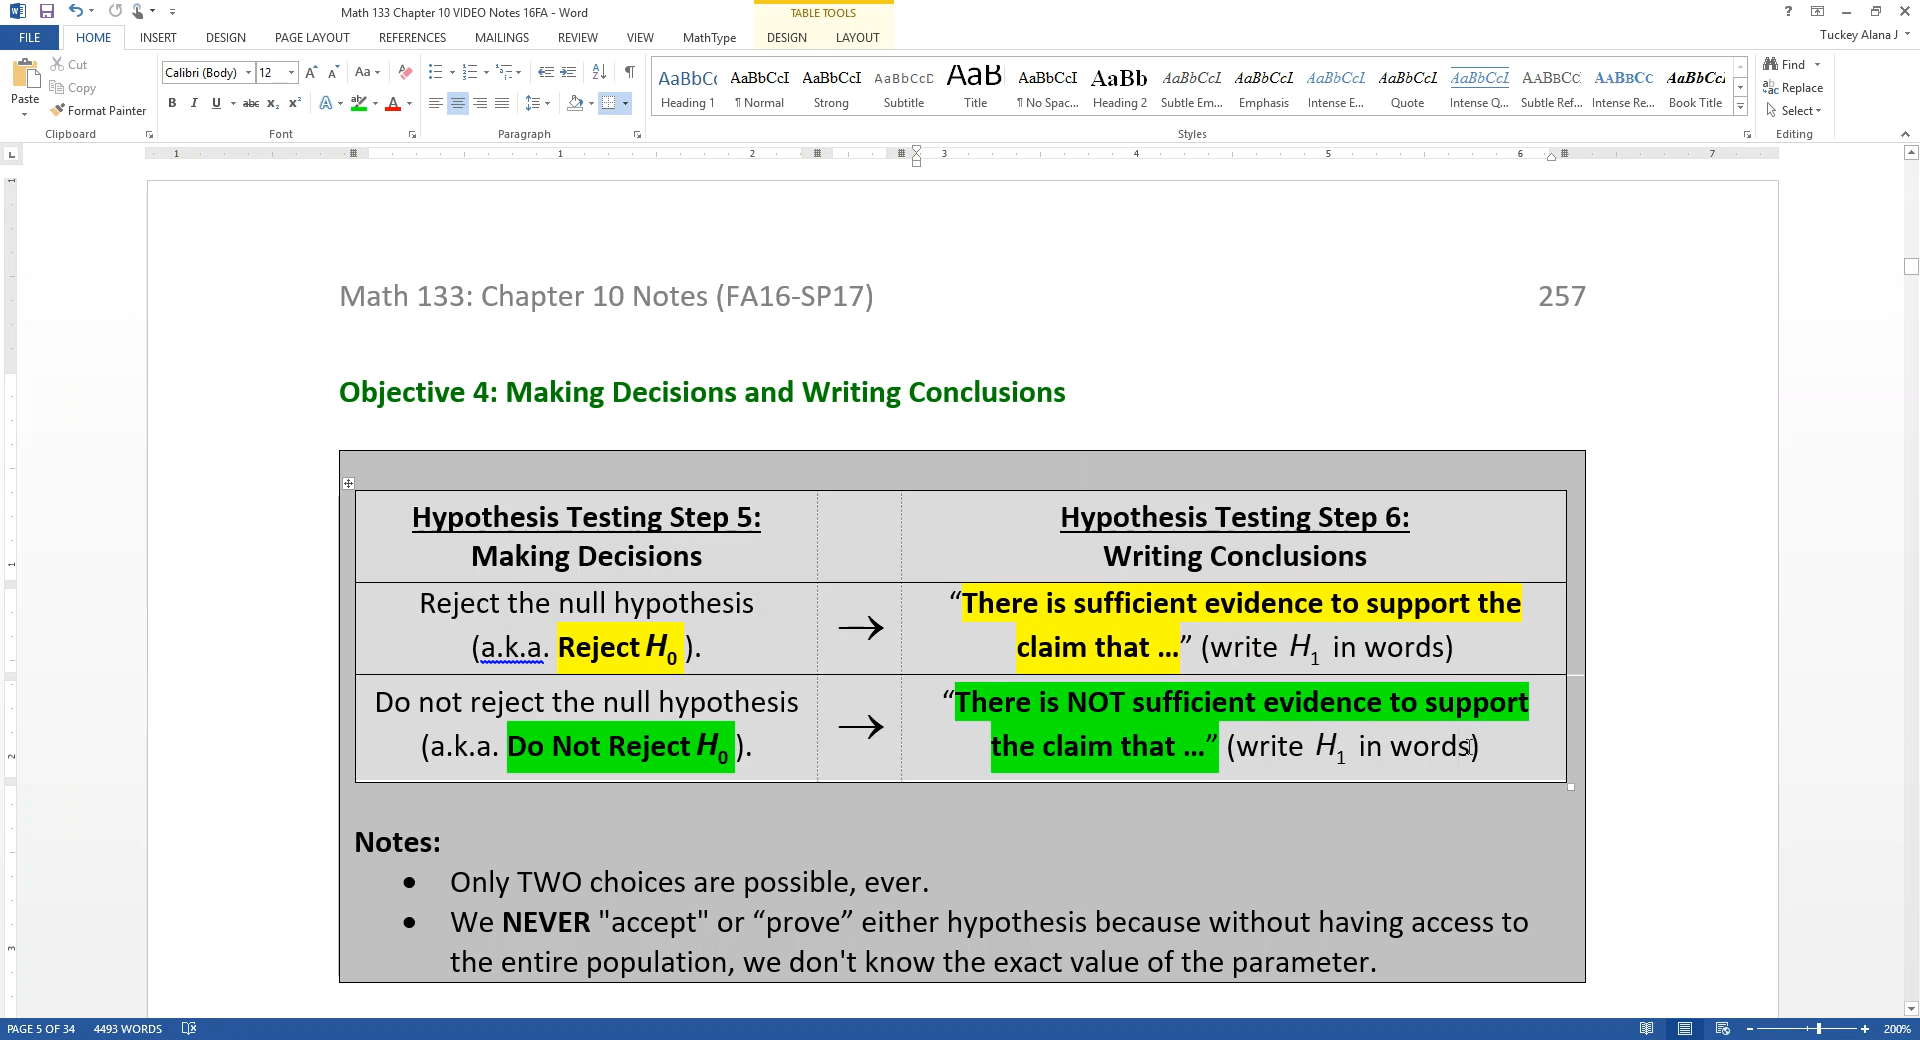 Math 133 Chapter 10 VIDEO Notes 16FA - Word
TABLE TOOLS
?
FILE HOME INSERT DESIGN PAGE LAYOUT REFERENCES MAILINGS REVIEW VIEW MathType DESIGN LAYOUT
Tuckey Alana J
Paste
Cut
Copy
Format Painter
Clipboard
Calibri (Body) 12
Font
Paragraph
AaBbCc AaBbCcI AaBbCcI AaBbCcD AaB AaBbCcI AaBb AaBbCcI AaBbCcI AaBbCcI AaBbCcI AaBbCcI AaBbCc AaBbCc AaBbCcI
Heading 1 ¶ Normal Strong Subtitle Title ¶ No Spac... Heading 2 Subtle Em... Emphasis Intense E... Quote Intense Q... Subtle Ref... Intense Re... Book Title
Styles
Find
Replace
Select
Editing
1 1 2 3 4 5 6 7
Math 133: Chapter 10 Notes (FA16-SP17) 257
Objective 4: Making Decisions and Writing Conclusions
Hypothesis Testing Step 5:
Making Decisions
Hypothesis Testing Step 6:
Writing Conclusions
Reject the null hypothesis
(a.k.a. Reject H₀).
→
“There is sufficient evidence to support the
claim that ...” (write H₁ in words)
Do not reject the null hypothesis
(a.k.a. Do Not Reject H₀).
→
“There is NOT sufficient evidence to support
the claim that ...” (write H₁ in words)
Notes:
• Only TWO choices are possible, ever.
• We NEVER "accept" or “prove” either hypothesis because without having access to
the entire population, we don't know the exact value of the parameter.
PAGE 5 OF 34 4493 WORDS 200%